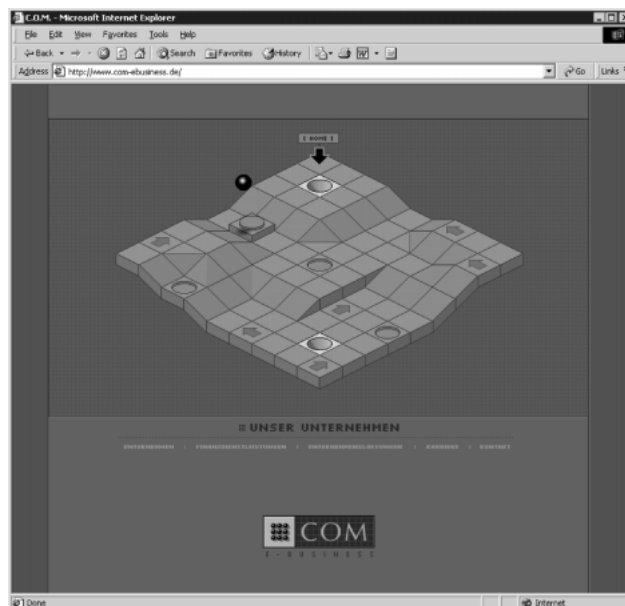 C.O.M. - Microsoft Internet Explorer
File Edit View Favorites Tools Help
Back Search Favorites History
Address http://www.com-ebusiness.de/ Go Links
HOME
UNSER UNTERNEHMEN
COM
E-BUSINESS
Done Internet